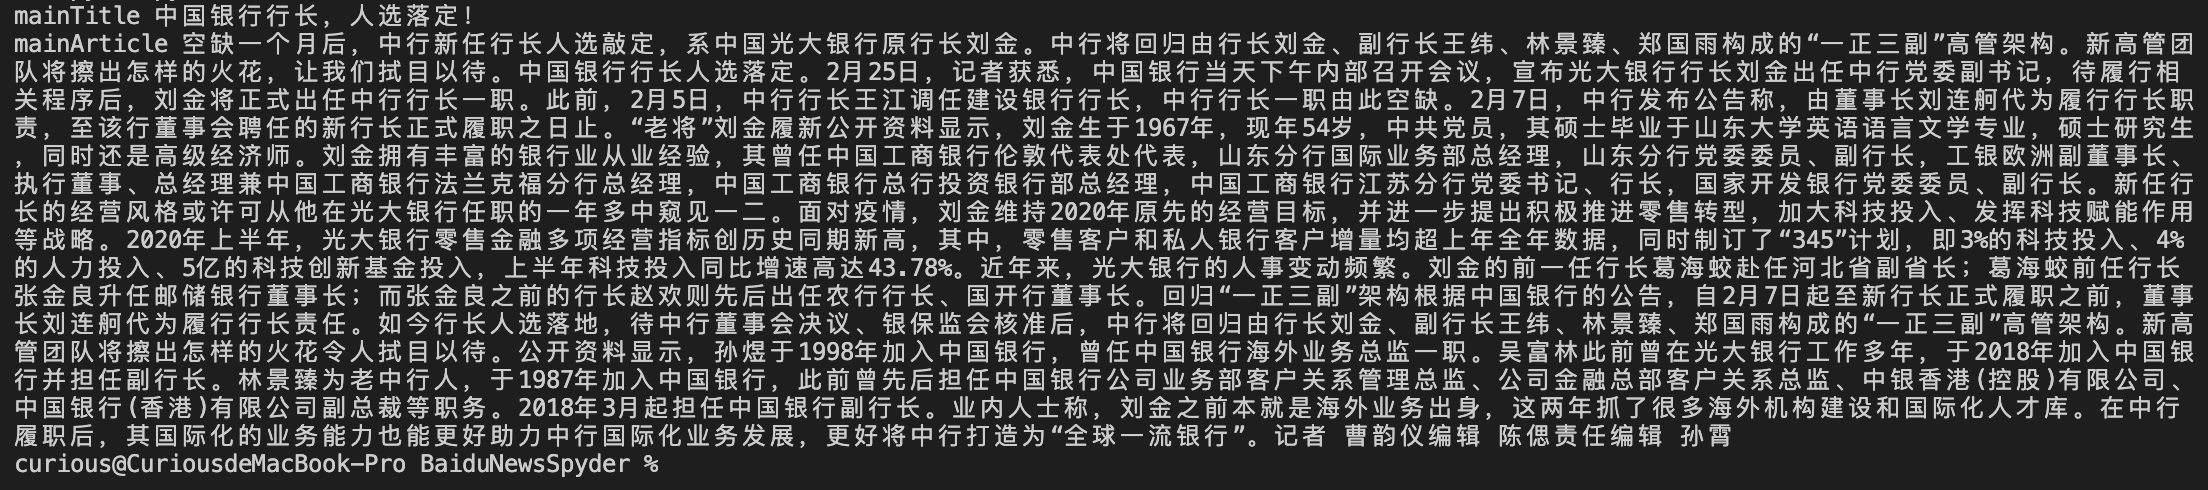 mainTitle 中国银行行长，人选落定！
mainArticle 空缺一个月后，中行新任行长人选敲定，系中国光大银行原行长刘金。中行将回归由行长刘金、副行长王纬、林景臻、郑国雨构成的“一正三副”高管架构。新高管团
队将擦出怎样的火花，让我们拭目以待。中国银行行长人选落定。2月25日，记者获悉，中国银行当天下午内部召开会议，宣布光大银行行长刘金出任中行党委副书记，待履行相
关程序后，刘金将正式出任中行行长一职。此前，2月5日，中行行长王江调任建设银行行长，中行行长一职由此空缺。2月7日，中行发布公告称，由董事长刘连舸代为履行行长职
责，至该行董事会聘任的新行长正式履职之日止。“老将”刘金履新公开资料显示，刘金生于1967年，现年54岁，中共党员，其硕士毕业于山东大学英语语言文学专业，硕士研究生
，同时还是高级经济师。刘金拥有丰富的银行业从业经验，其曾任中国工商银行伦敦代表处代表，山东分行国际业务部总经理，山东分行党委委员、副行长，工银欧洲副董事长、
执行董事、总经理兼中国工商银行法兰克福分行总经理，中国工商银行总行投资银行部总经理，中国工商银行江苏分行党委书记、行长，国家开发银行党委委员、副行长。新任行
长的经营风格或许可从他在光大银行任职的一年多中窥见一二。面对疫情，刘金维持2020年原先的经营目标，并进一步提出积极推进零售转型，加大科技投入、发挥科技赋能作用
等战略。2020年上半年，光大银行零售金融多项经营指标创历史同期新高，其中，零售客户和私人银行客户增量均超上年全年数据，同时制订了“345”计划，即3%的科技投入、4%
的人力投入、5亿的科技创新基金投入，上半年科技投入同比增速高达43.78%。近年来，光大银行的人事变动频繁。刘金的前一任行长葛海蛟赴任河北省副省长；葛海蛟前任行长
张金良升任邮储银行董事长；而张金良之前的行长赵欢则先后出任农行行长、国开行董事长。回归“一正三副”架构根据中国银行的公告，自2月7日起至新行长正式履职之前，董事
长刘连舸代为履行行长责任。如今行长人选落地，待中行董事会决议、银保监会核准后，中行将回归由行长刘金、副行长王纬、林景臻、郑国雨构成的“一正三副”高管架构。新高
管团队将擦出怎样的火花令人拭目以待。公开资料显示，孙煜于1998年加入中国银行，曾任中国银行海外业务总监一职。吴富林此前曾在光大银行工作多年，于2018年加入中国银
行并担任副行长。林景臻为老中行人，于1987年加入中国银行，此前曾先后担任中国银行公司业务部客户关系管理总监、公司金融总部客户关系总监、中银香港(控股)有限公司、
中国银行(香港)有限公司副总裁等职务。2018年3月起担任中国银行副行长。业内人士称，刘金之前本就是海外业务出身，这两年抓了很多海外机构建设和国际化人才库。在中行
履职后，其国际化的业务能力也能更好助力中行国际化业务发展，更好将中行打造为“全球一流银行”。记者 曹韵仪编辑 陈偲责任编辑 孙霄
curious@CuriousdeMacBook-Pro BaiduNewsSpyder %